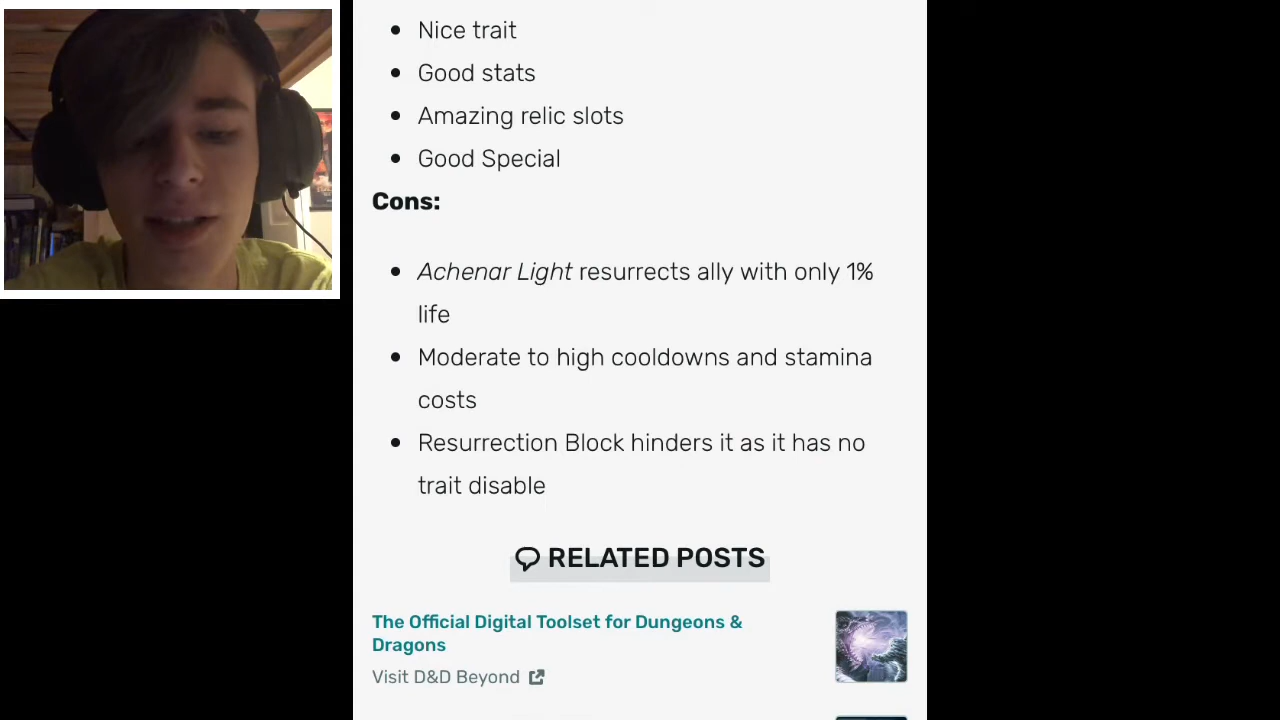 Nice trait
Good stats
Amazing relic slots
Good Special
Cons:
Achenar Light resurrects ally with only 1%
life
Moderate to high cooldowns and stamina
costs
Resurrection Block hinders it as it has no
trait disable
RELATED POSTS
The Official Digital Toolset for Dungeons &
Dragons
Visit D&D Beyond